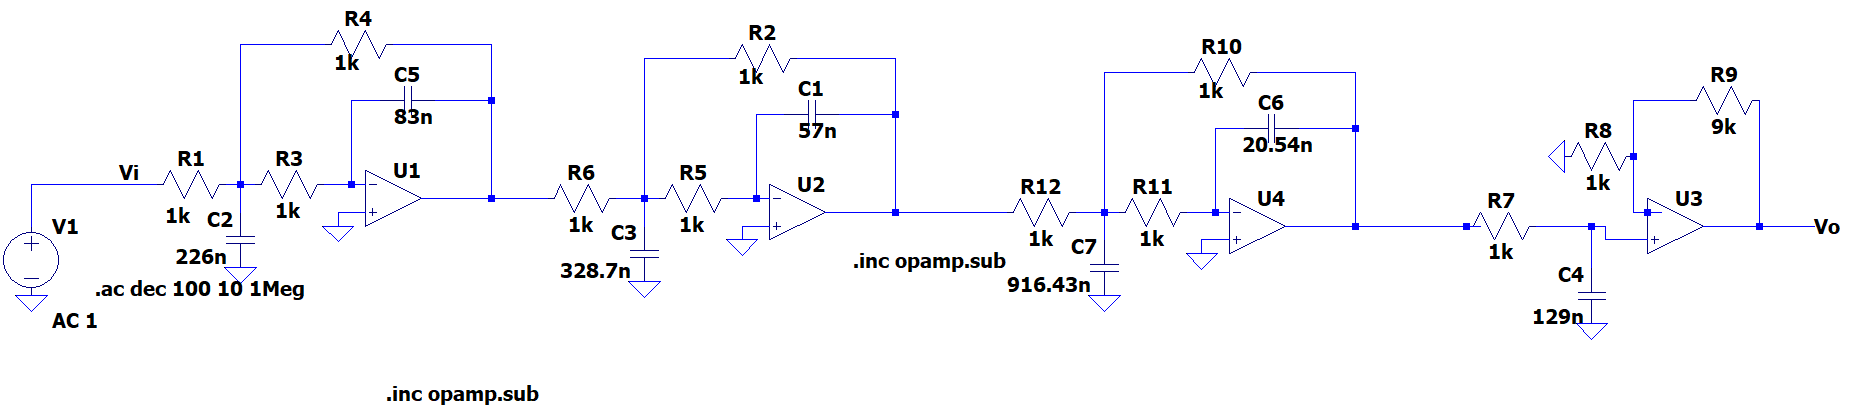 R4
1k
C5
83n
Vi
R1
1k
R3
1k
U1
C2
226n
V1
AC 1
.ac dec 100 10 1Meg
R2
1k
C1
57n
R6
1k
R5
1k
U2
C3
328.7n
.inc opamp.sub
R10
1k
C6
20.54n
R12
1k
R11
1k
U4
C7
916.43n
R9
9k
R8
1k
U3
R7
1k
C4
129n
Vo
.inc opamp.sub